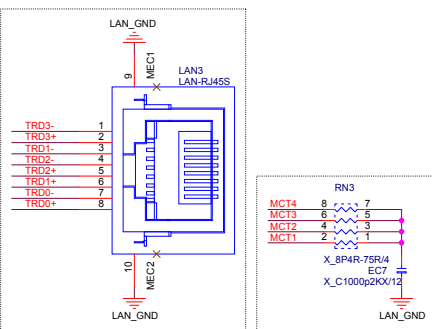 LAN_GND
9
MEC1
LAN3
LAN-RJ45S
TRD3- 1
TRD3+ 2
TRD1- 3
TRD2- 4
TRD2+ 5
TRD1+ 6
TRD0- 7
TRD0+ 8
10
MEC2
LAN_GND
RN3
MCT4 8 7
MCT3 6 5
MCT2 4 3
MCT1 2 1
X_8P4R-75R/4
EC7
X_C1000p2KX/12
LAN_GND